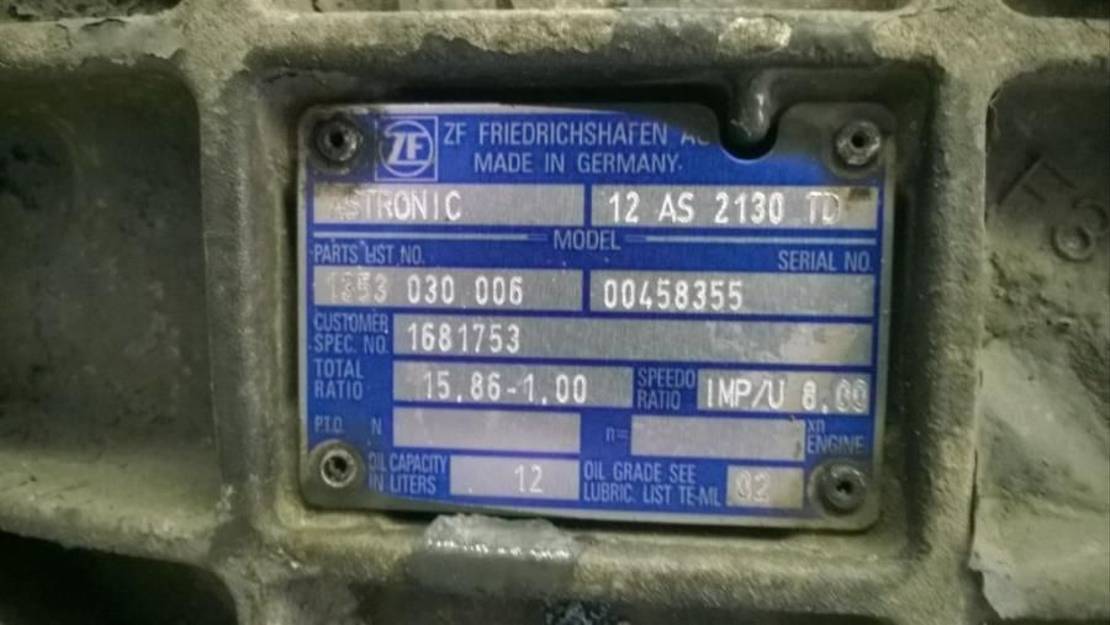 ZF ZF FRIEDRICHSHAFEN AG
MADE IN GERMANY
ASTRONIC 12 AS 2130 TD
MODEL
PARTS LIST NO. SERIAL NO.
1353 030 006 00458355
CUSTOMER
SPEC. NO. 1681753
TOTAL
RATIO 15,86-1,00 SPEEDO
RATIO IMP/U 8,00
P.T.O. N n= xn
ENGINE
OIL CAPACITY
IN LITERS 12 OIL GRADE SEE
LUBRIC. LIST TE-ML 02